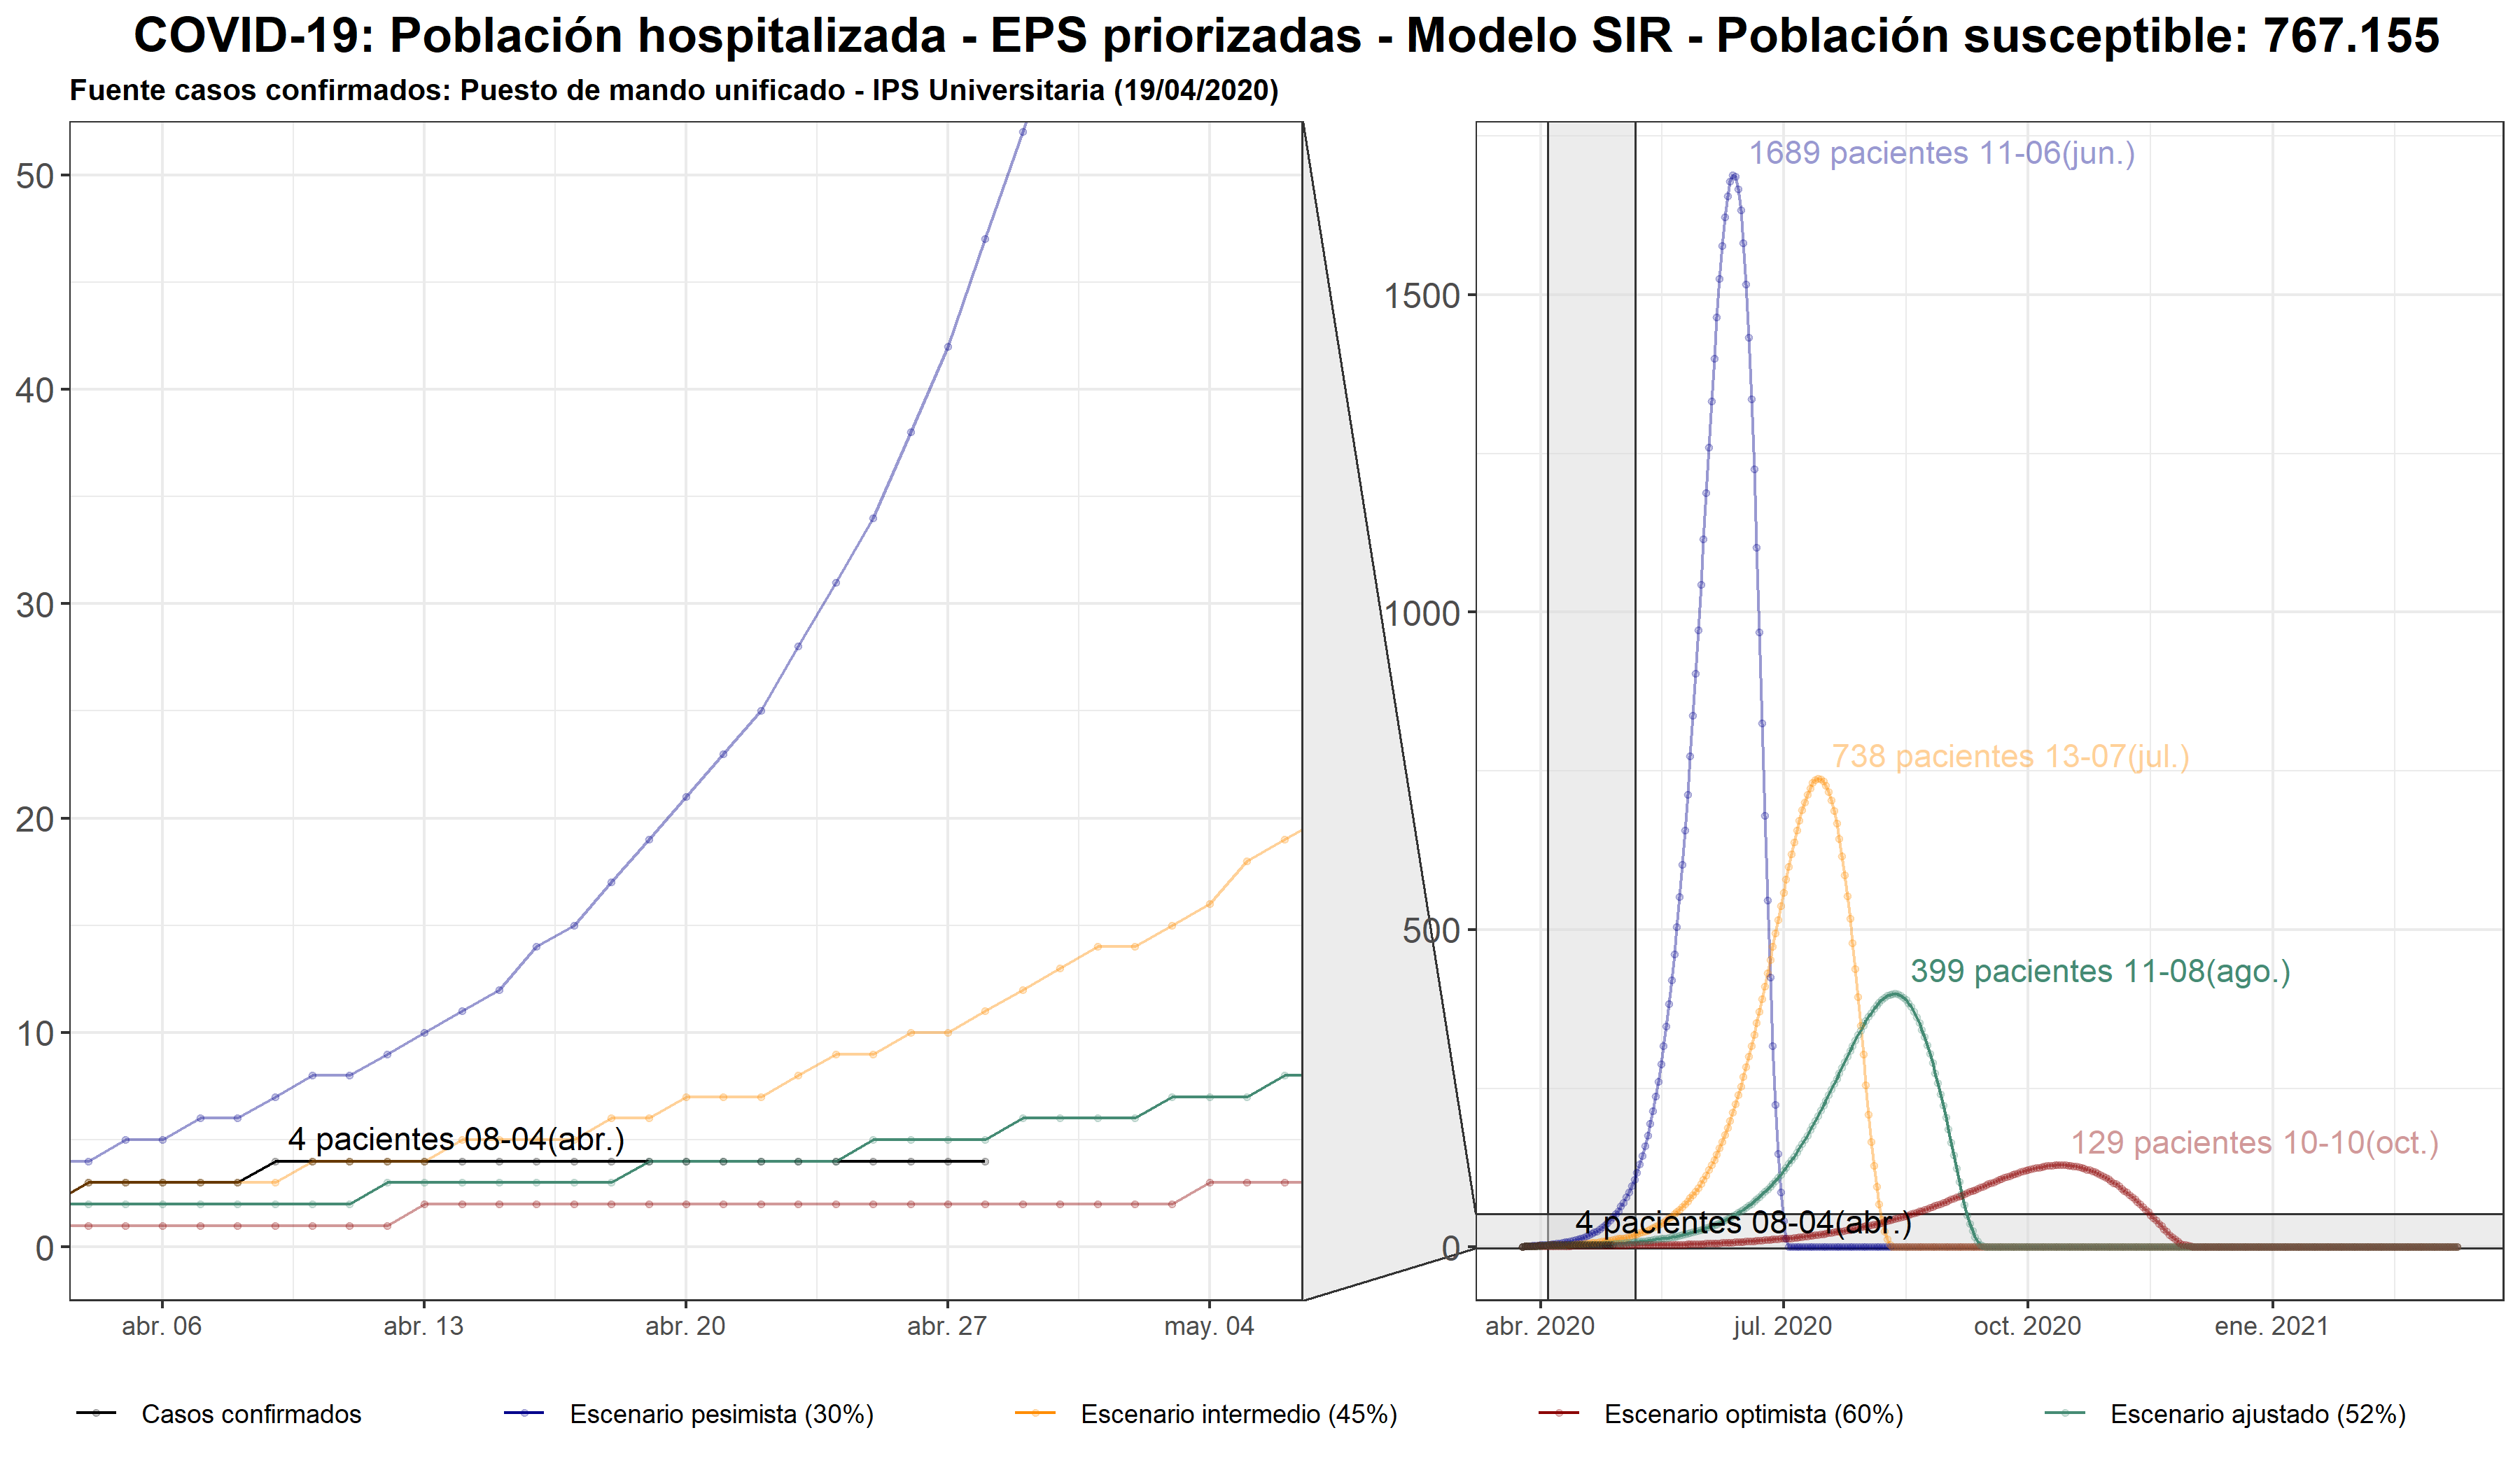 COVID-19: Población hospitalizada - EPS priorizadas - Modelo SIR - Población susceptible: 767.155
Fuente casos confirmados: Puesto de mando unificado - IPS Universitaria (19/04/2020)
50
40
30
20
10
0
4 pacientes 08-04(abr.)
abr. 06 abr. 13 abr. 20 abr. 27 may. 04
1500
1000
500
0
1689 pacientes 11-06(jun.)
738 pacientes 13-07(jul.)
399 pacientes 11-08(ago.)
129 pacientes 10-10(oct.)
4 pacientes 08-04(abr.)
abr. 2020 jul. 2020 oct. 2020 ene. 2021
Casos confirmados Escenario pesimista (30%) Escenario intermedio (45%) Escenario optimista (60%) Escenario ajustado (52%)